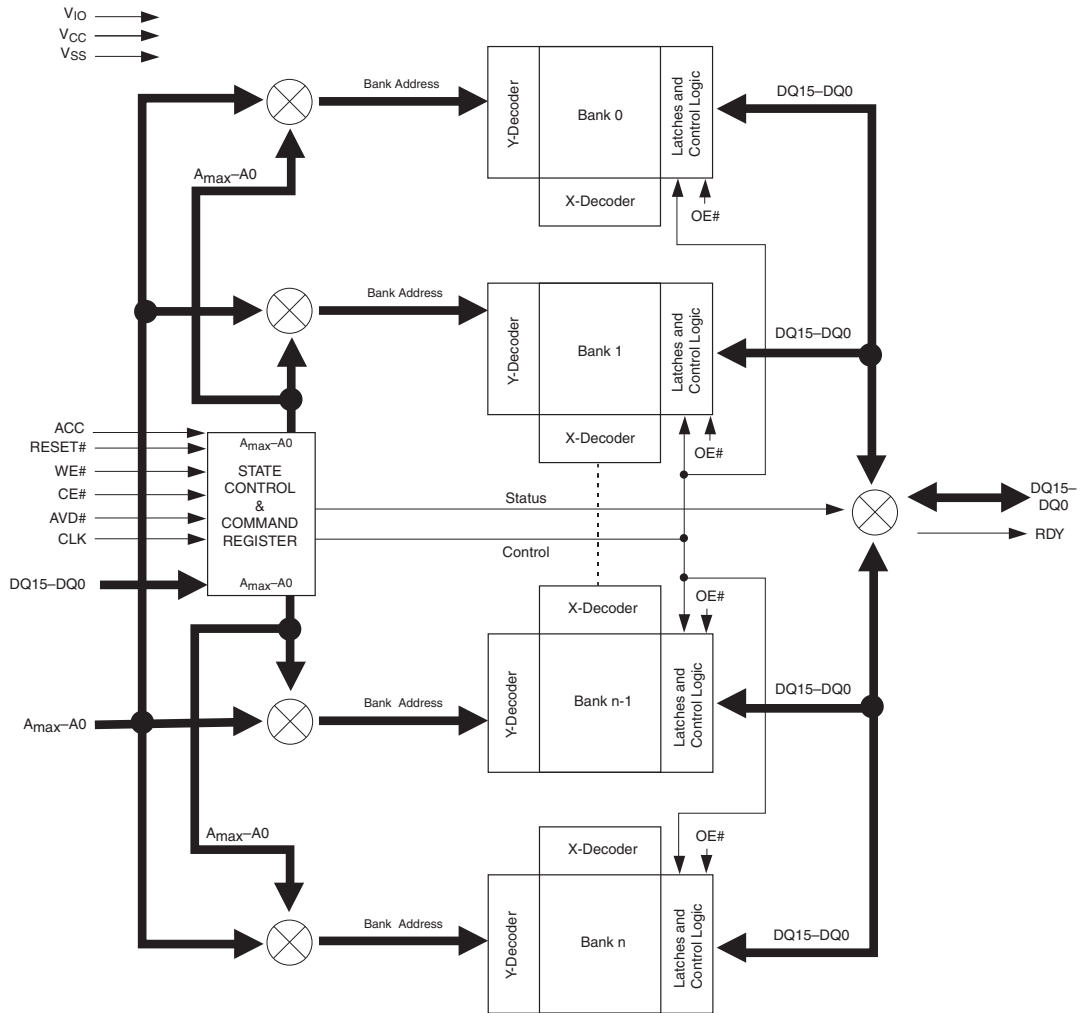 VIO
VCC
VSS
Bank Address
Y-Decoder
Bank 0
Latches and
Control Logic
DQ15–DQ0
Amax–A0
X-Decoder
OE#
Bank Address
Y-Decoder
Bank 1
Latches and
Control Logic
DQ15–DQ0
X-Decoder
OE#
ACC
RESET#
WE#
CE#
AVD#
CLK
DQ15–DQ0
Amax–A0
STATE
CONTROL
&
COMMAND
REGISTER
Amax–A0
Status
Control
DQ15–
DQ0
RDY
X-Decoder
OE#
Amax–A0
Bank Address
Y-Decoder
Bank n-1
Latches and
Control Logic
DQ15–DQ0
Amax–A0
X-Decoder
OE#
Bank Address
Y-Decoder
Bank n
Latches and
Control Logic
DQ15–DQ0